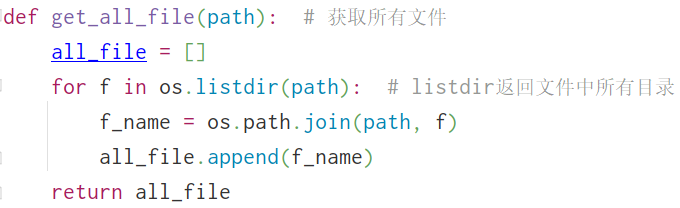 def get_all_file(path):  # 获取所有文件
    all_file = []
    for f in os.listdir(path):  # listdir返回文件中所有目录
        f_name = os.path.join(path, f)
        all_file.append(f_name)
    return all_file